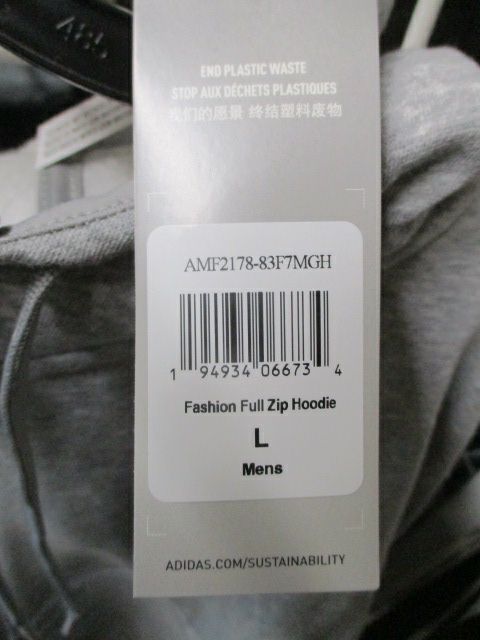 END PLASTIC WASTE
STOP AUX DÉCHETS PLASTIQUES
我们的愿景 终结塑料废物
AMF2178-83F7MGH
1 94934 06673 4
Fashion Full Zip Hoodie
L
Mens
ADIDAS.COM/SUSTAINABILITY